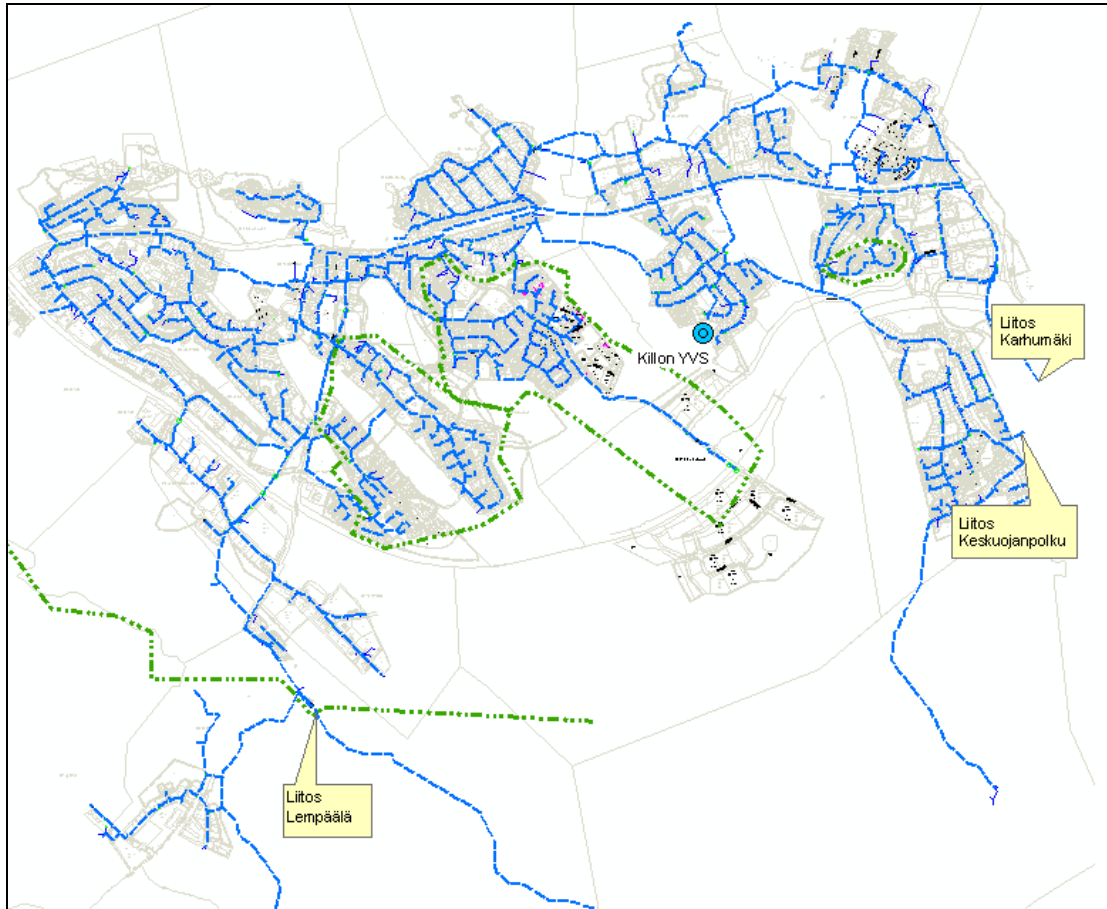 Liitos
Karhumäki
Killon YVS
Liitos
Keskuojanpolku
Liitos
Lempäälä